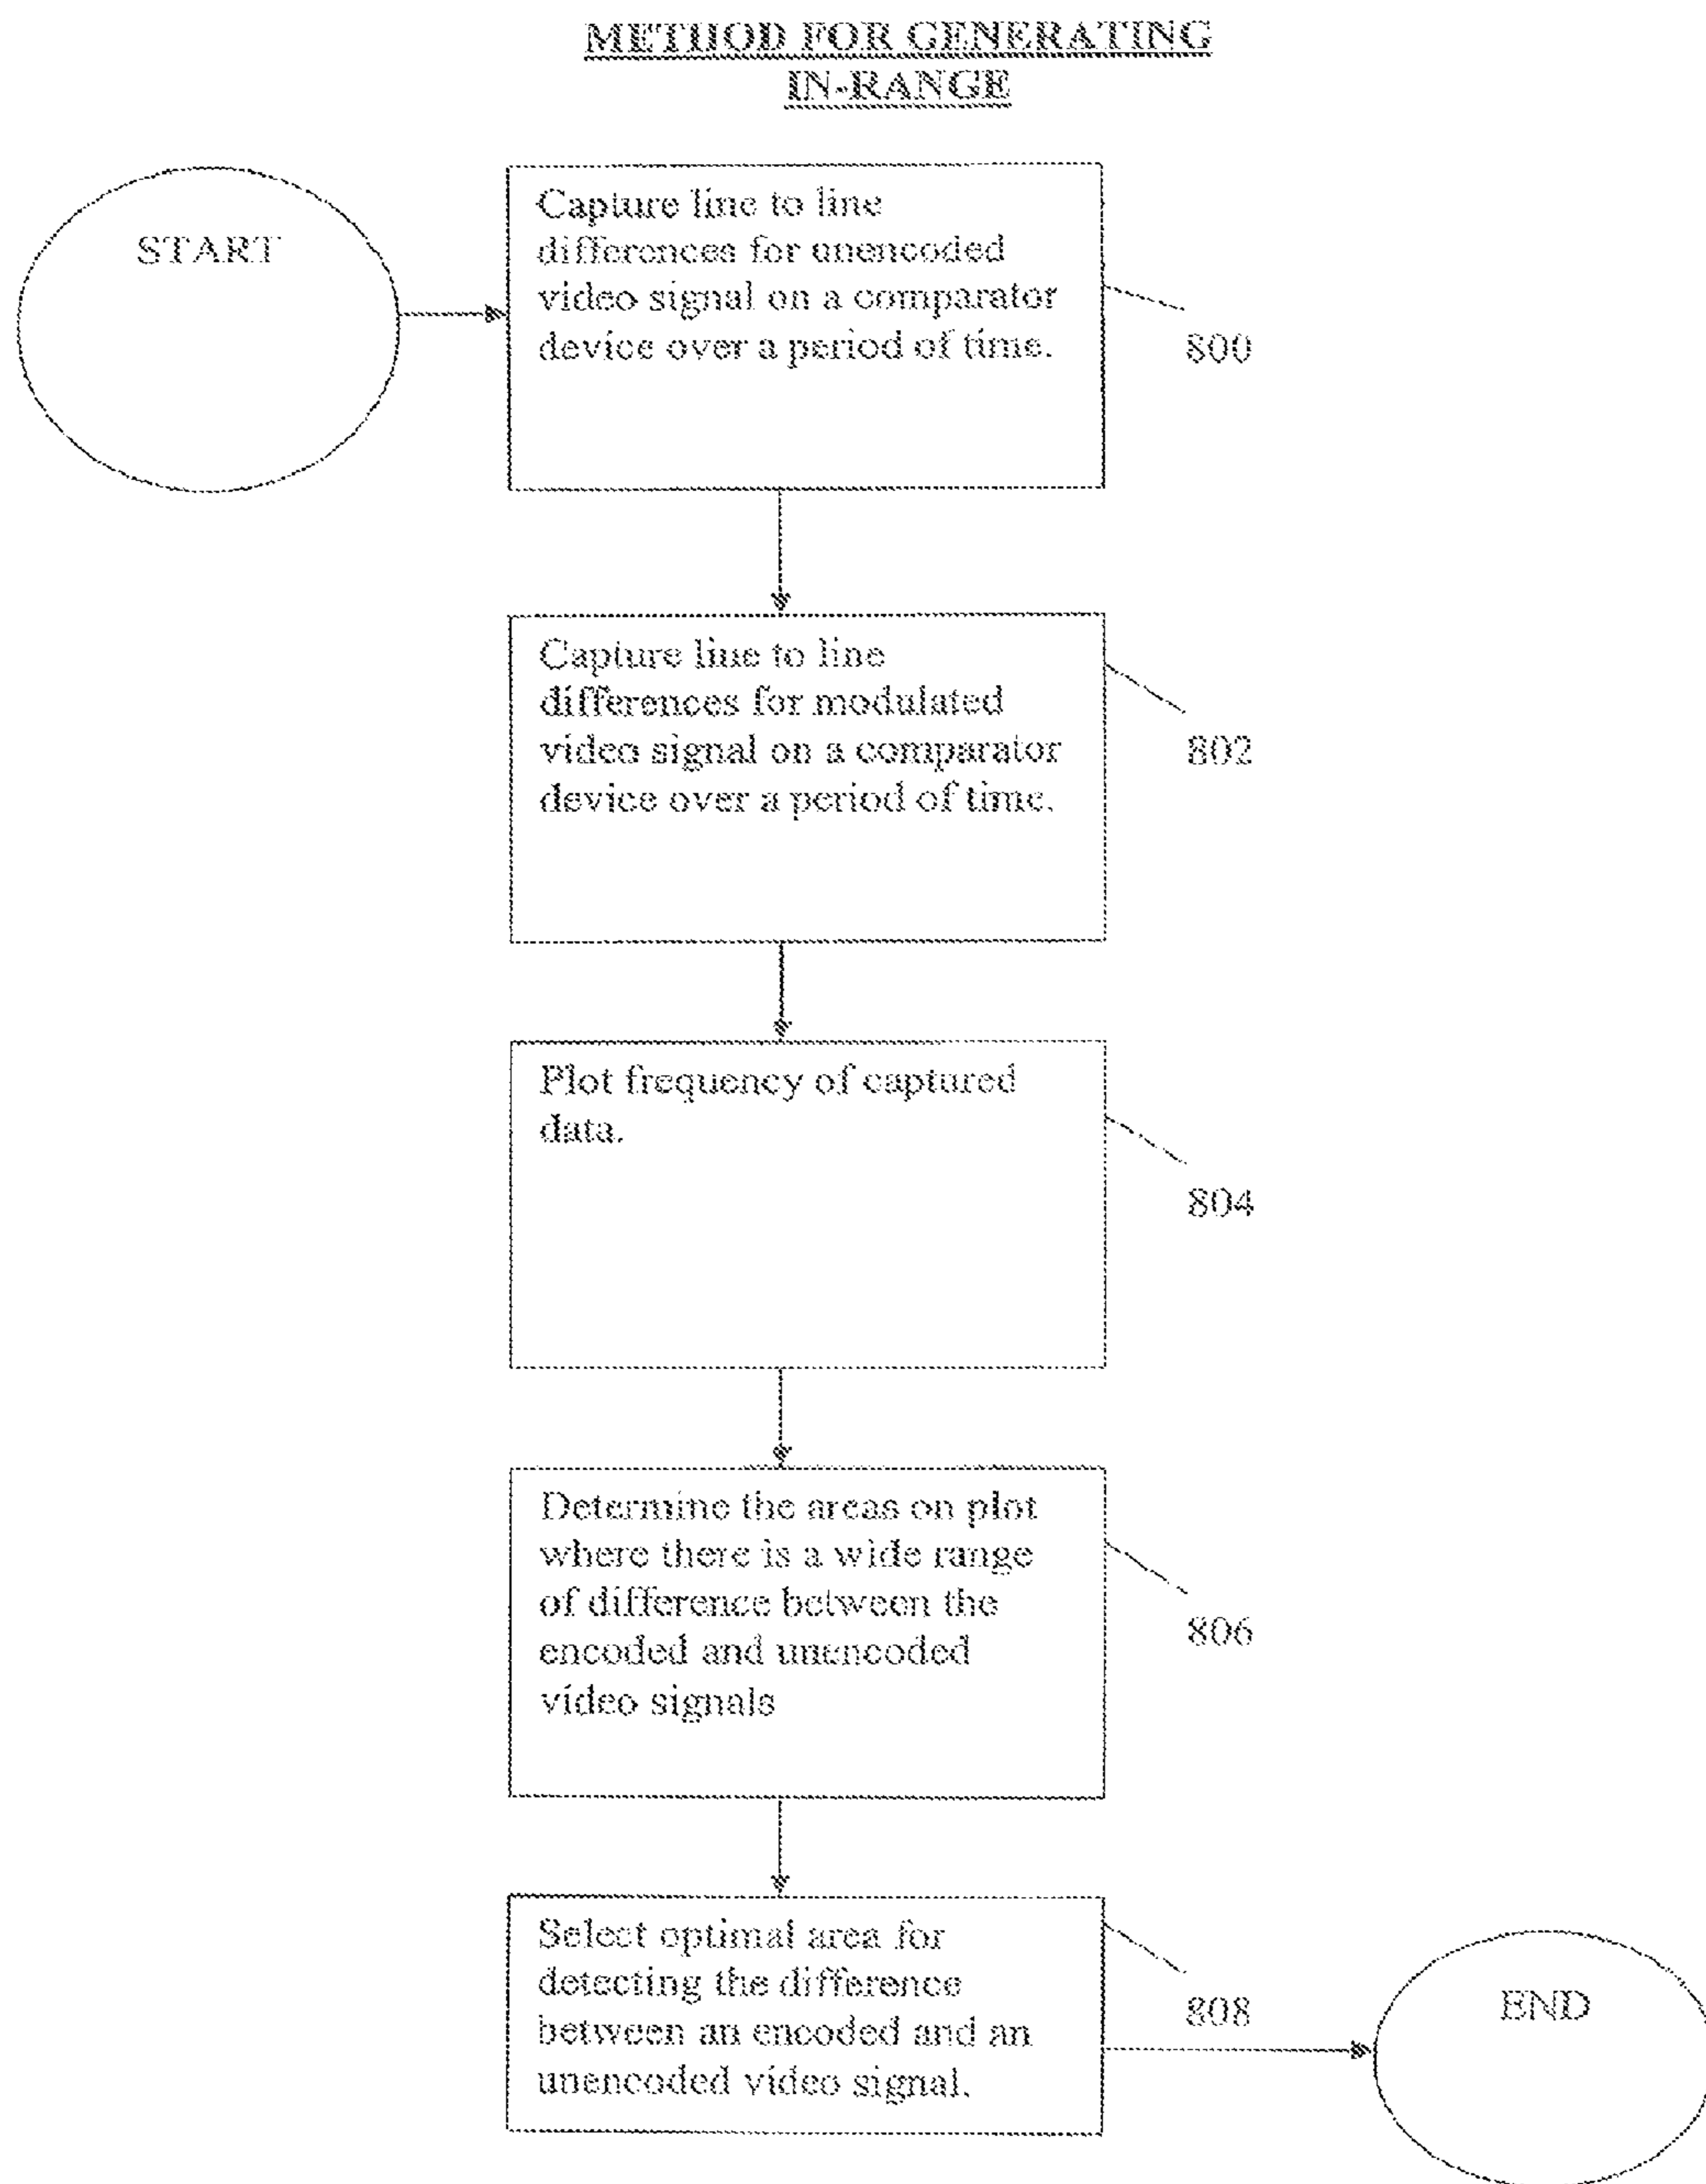 METHOD FOR GENERATING
IN-RANGE
START
Capture line to line
differences for unencoded
video signal on a comparator
device over a period of time.
800
Capture line to line
differences for modulated
video signal on a comparator
device over a period of time.
802
Plot frequency of captured
data.
804
Determine the areas on plot
where there is a wide range
of difference between the
encoded and unencoded
video signals
806
Select optimal area for
detecting the difference
between an encoded and an
unencoded video signal.
808
END